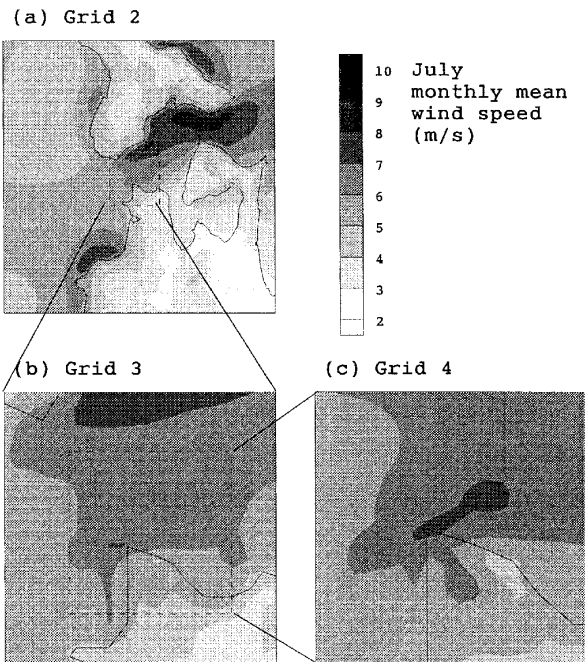 (a) Grid 2
10
9
8
7
6
5
4
3
2
July
monthly mean
wind speed
(m/s)
(b) Grid 3
(c) Grid 4